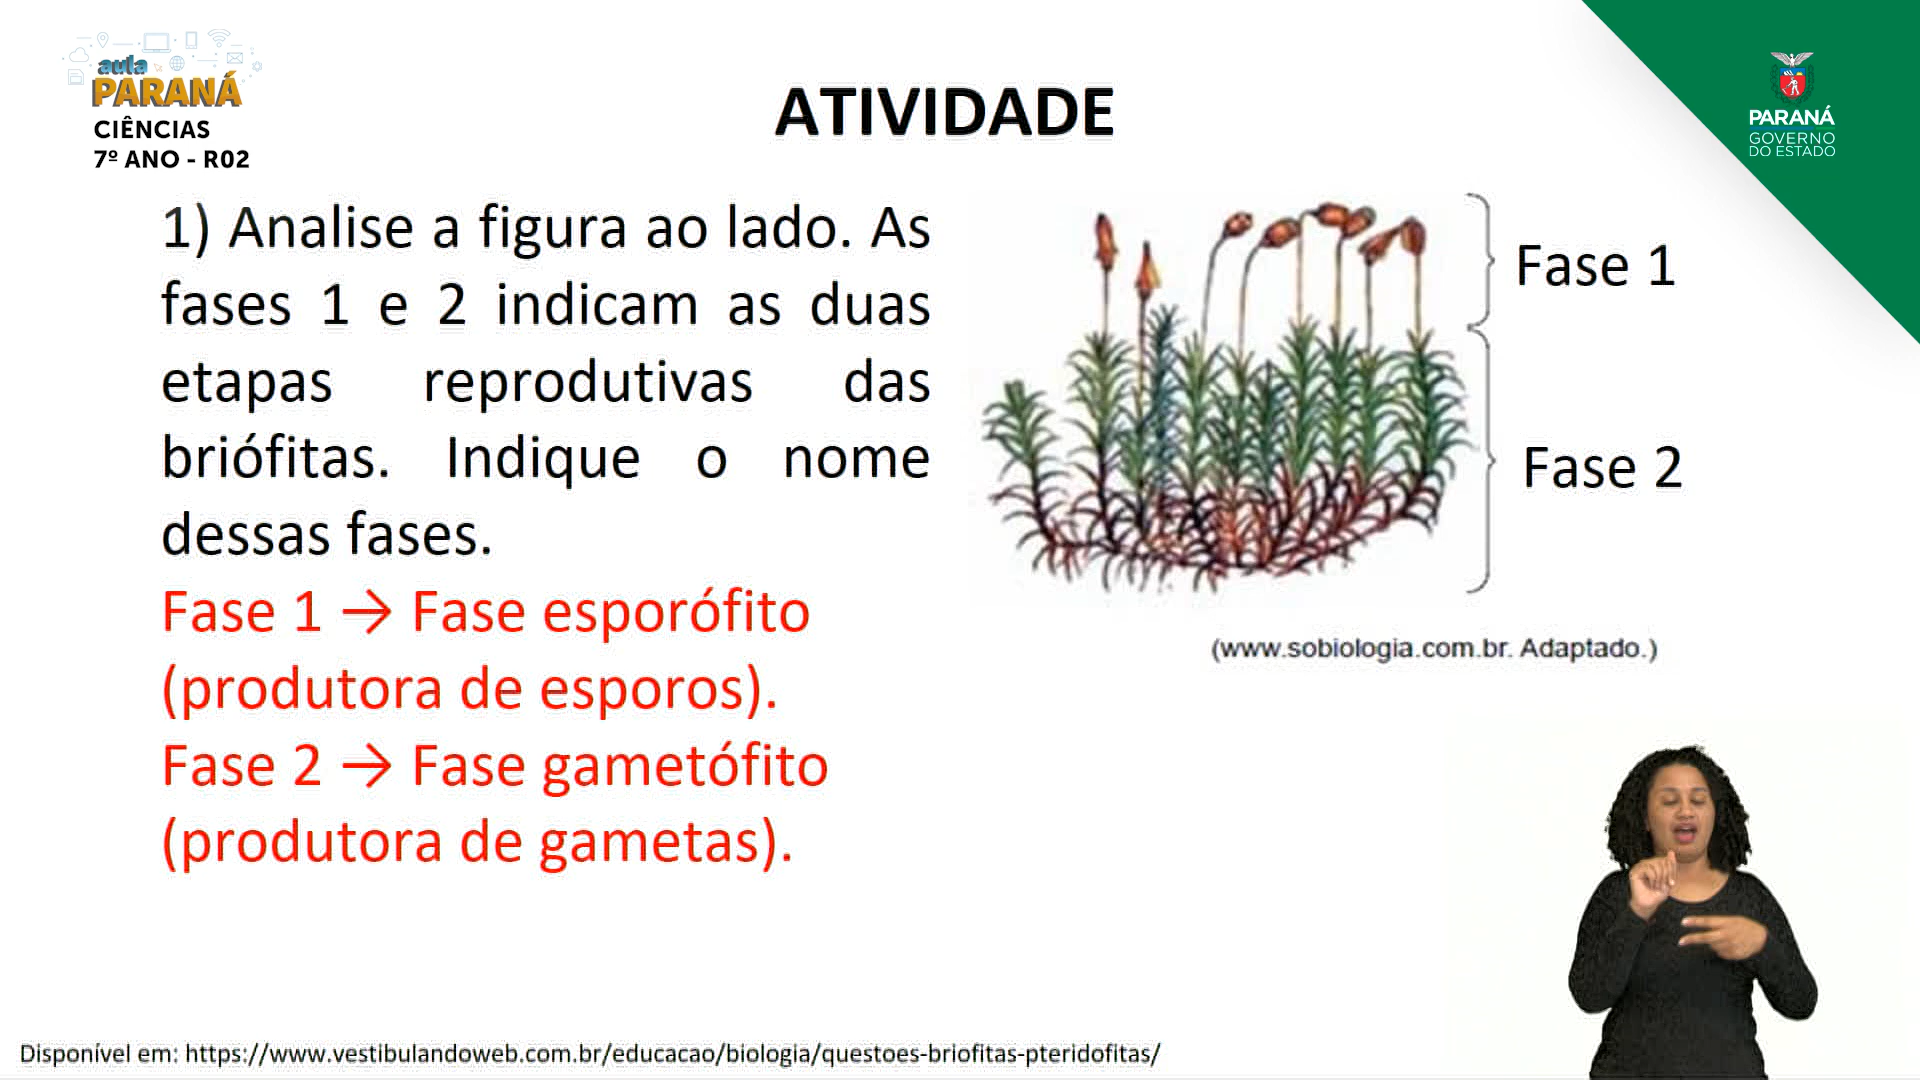 aula
PARANÁ
CIÊNCIAS
7º ANO - R02
ATIVIDADE
PARANÁ
GOVERNO
DO ESTADO
1) Analise a figura ao lado. As
fases 1 e 2 indicam as duas
etapas reprodutivas das
briófitas. Indique o nome
dessas fases.
Fase 1 → Fase esporófito
(produtora de esporos).
Fase 2 → Fase gametófito
(produtora de gametas).
Fase 1
Fase 2
(www.sobiologia.com.br. Adaptado.)
Disponível em: https://www.vestibulandoweb.com.br/educacao/biologia/questoes-briofitas-pteridofitas/